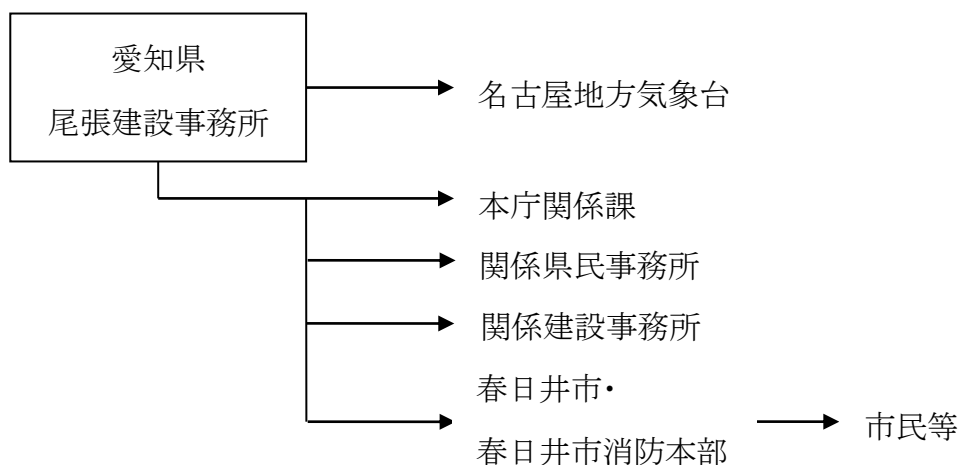 愛知県
尾張建設事務所
名古屋地方気象台
本庁関係課
関係県民事務所
関係建設事務所
春日井市・
春日井市消防本部
市民等